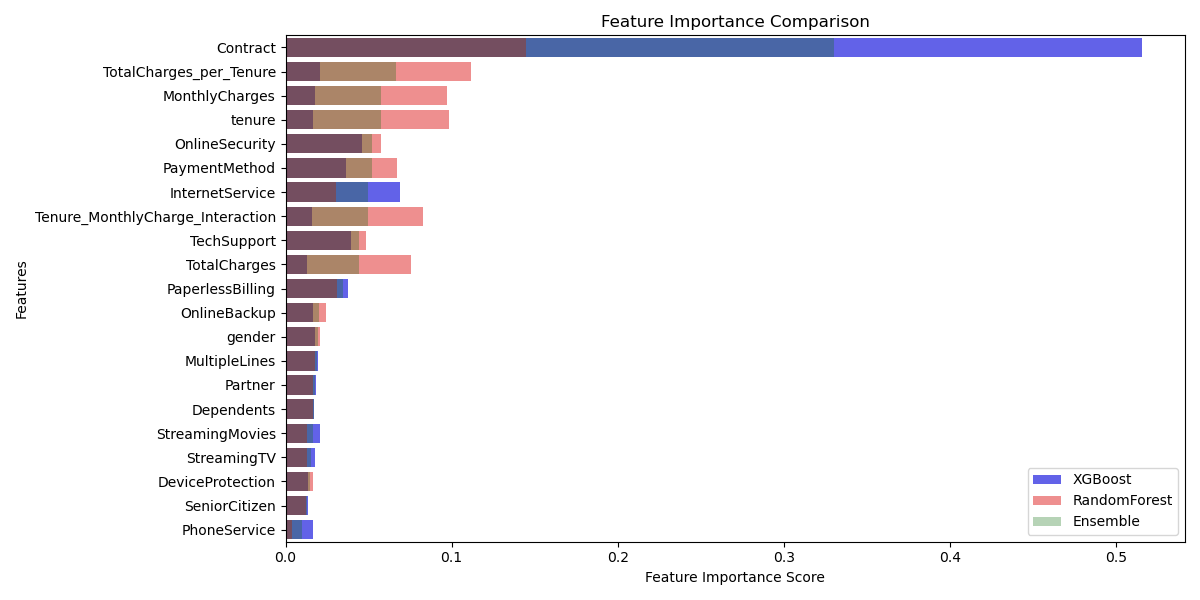 Feature Importance Comparison
Features
Contract
TotalCharges_per_Tenure
MonthlyCharges
tenure
OnlineSecurity
PaymentMethod
InternetService
Tenure_MonthlyCharge_Interaction
TechSupport
TotalCharges
PaperlessBilling
OnlineBackup
gender
MultipleLines
Partner
Dependents
StreamingMovies
StreamingTV
DeviceProtection
SeniorCitizen
PhoneService
XGBoost
RandomForest
Ensemble
0.0 0.1 0.2 0.3 0.4 0.5
Feature Importance Score